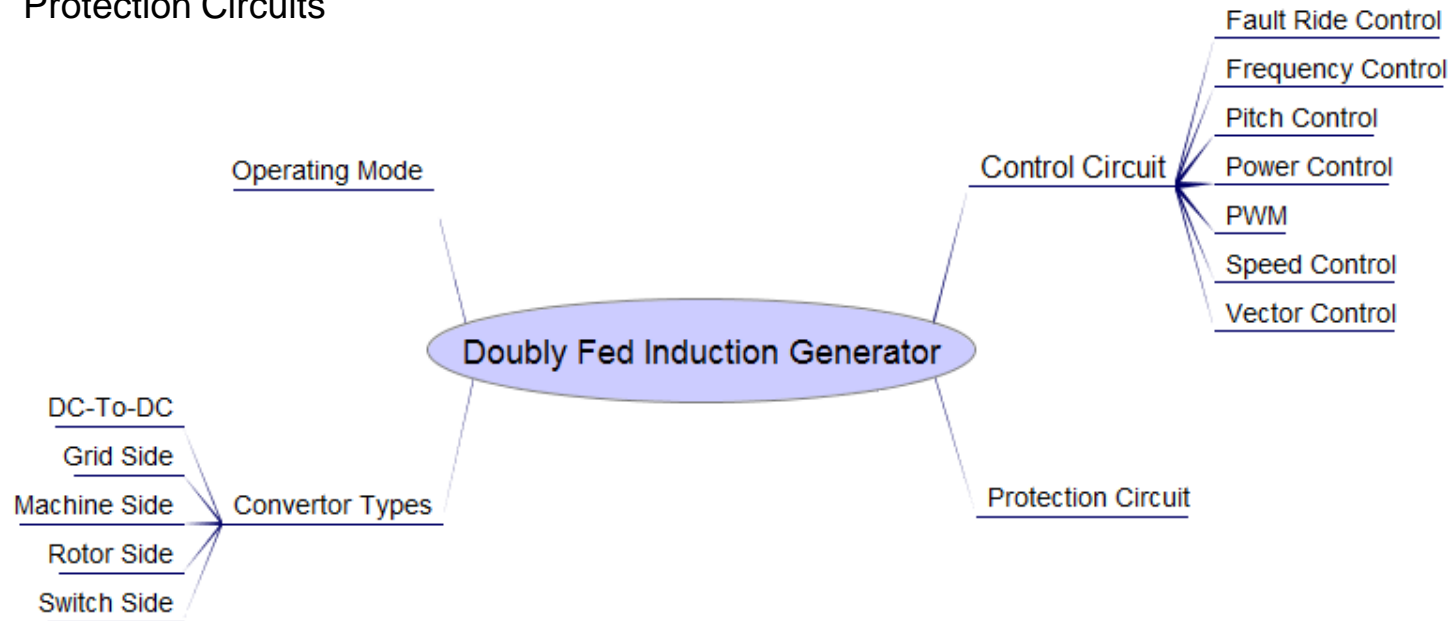 Protection Circuits
Fault Ride Control
Frequency Control
Pitch Control
Control Circuit
Power Control
PWM
Speed Control
Vector Control
Operating Mode
Doubly Fed Induction Generator
DC-To-DC
Grid Side
Machine Side
Convertor Types
Rotor Side
Switch Side
Protection Circuit